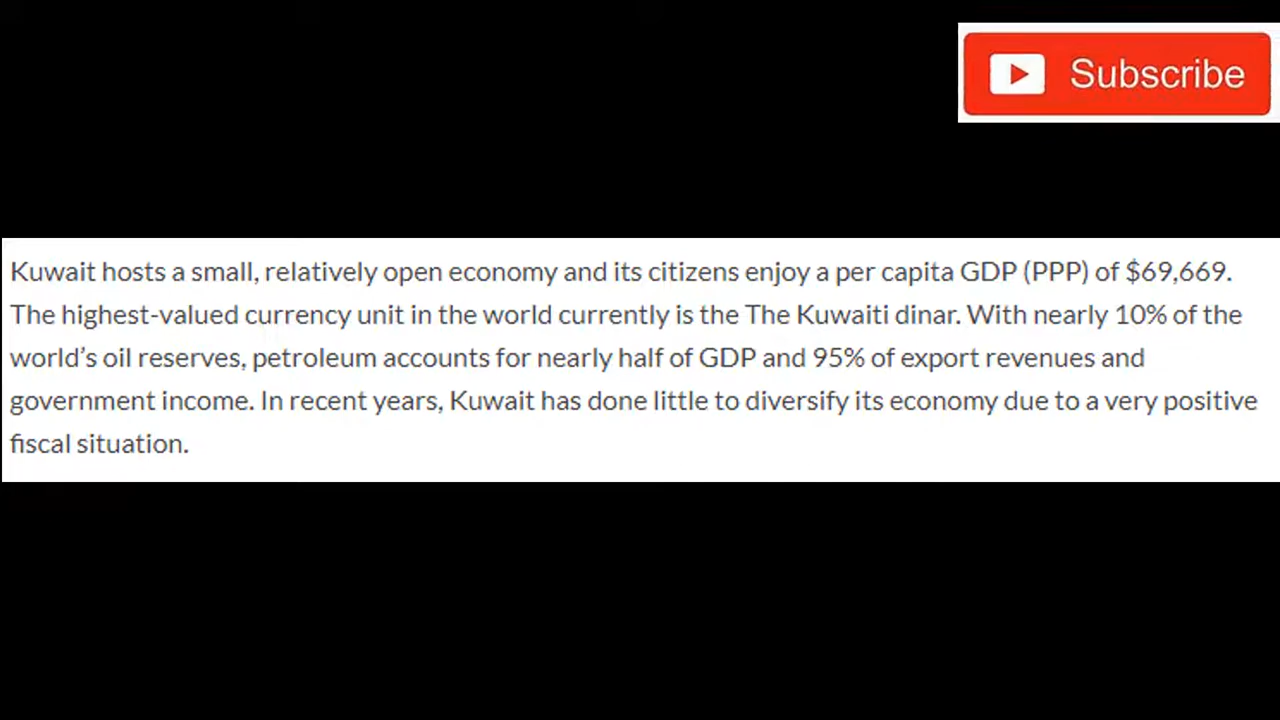 Subscribe
Kuwait hosts a small, relatively open economy and its citizens enjoy a per capita GDP (PPP) of $69,669.
The highest-valued currency unit in the world currently is the The Kuwaiti dinar. With nearly 10% of the
world’s oil reserves, petroleum accounts for nearly half of GDP and 95% of export revenues and
government income. In recent years, Kuwait has done little to diversify its economy due to a very positive
fiscal situation.